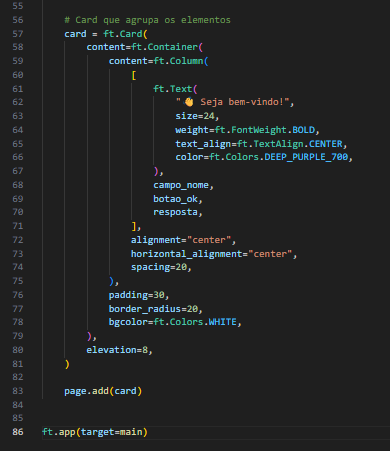 55
56     # Card que agrupa os elementos
57     card = ft.Card(
58         content=ft.Container(
59             content=ft.Column(
60                 [
61                     ft.Text(
62                         "👋 Seja bem-vindo!",
63                         size=24,
64                         weight=ft.FontWeight.BOLD,
65                         text_align=ft.TextAlign.CENTER,
66                         color=ft.Colors.DEEP_PURPLE_700,
67                     ),
68                     campo_nome,
69                     botao_ok,
70                     resposta,
71                 ],
72                 alignment="center",
73                 horizontal_alignment="center",
74                 spacing=20,
75             ),
76             padding=30,
77             border_radius=20,
78             bgcolor=ft.Colors.WHITE,
79         ),
80         elevation=8,
81     )
82
83     page.add(card)
84
85
86 ft.app(target=main)